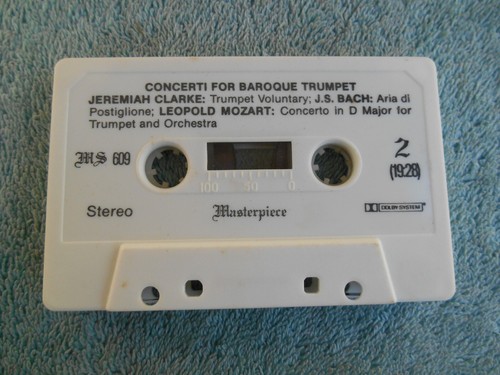 CONCERTI FOR BAROQUE TRUMPET
JEREMIAH CLARKE: Trumpet Voluntary; J.S. BACH: Aria di
Postiglione; LEOPOLD MOZART: Concerto in D Major for
Trumpet and Orchestra
MS 609
2
(19:28)
100 50 0
Stereo
Masterpiece
DOLBY SYSTEM